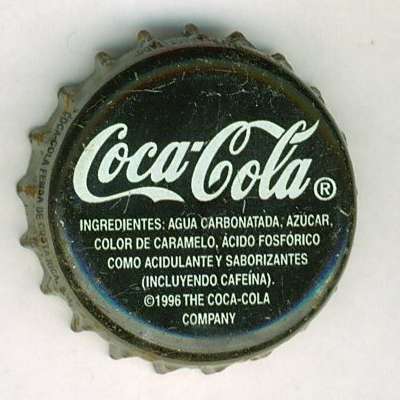 Coca-Cola®
INGREDIENTES: AGUA CARBONATADA, AZÚCAR,
COLOR DE CARAMELO, ÁCIDO FOSFÓRICO
COMO ACIDULANTE Y SABORIZANTES
(INCLUYENDO CAFEÍNA).
©1996 THE COCA-COLA
COMPANY